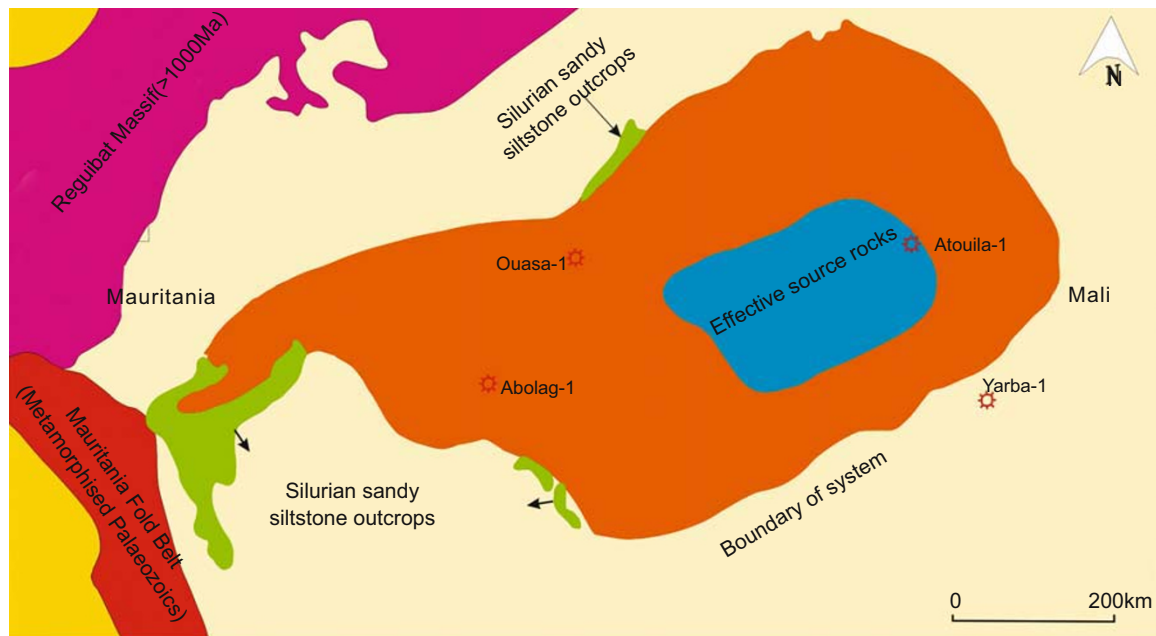 Reguibat Massif(>1000Ma)
Silurian sandy
siltstone outcrops
N
Ouasa-1
Effective source rocks
Atouila-1
Mauritania
Mali
Abolag-1
Yarba-1
Mauritania Fold Belt
(Metamorphised Palaeozoics)
Silurian sandy
siltstone outcrops
Boundary of system
0 200km